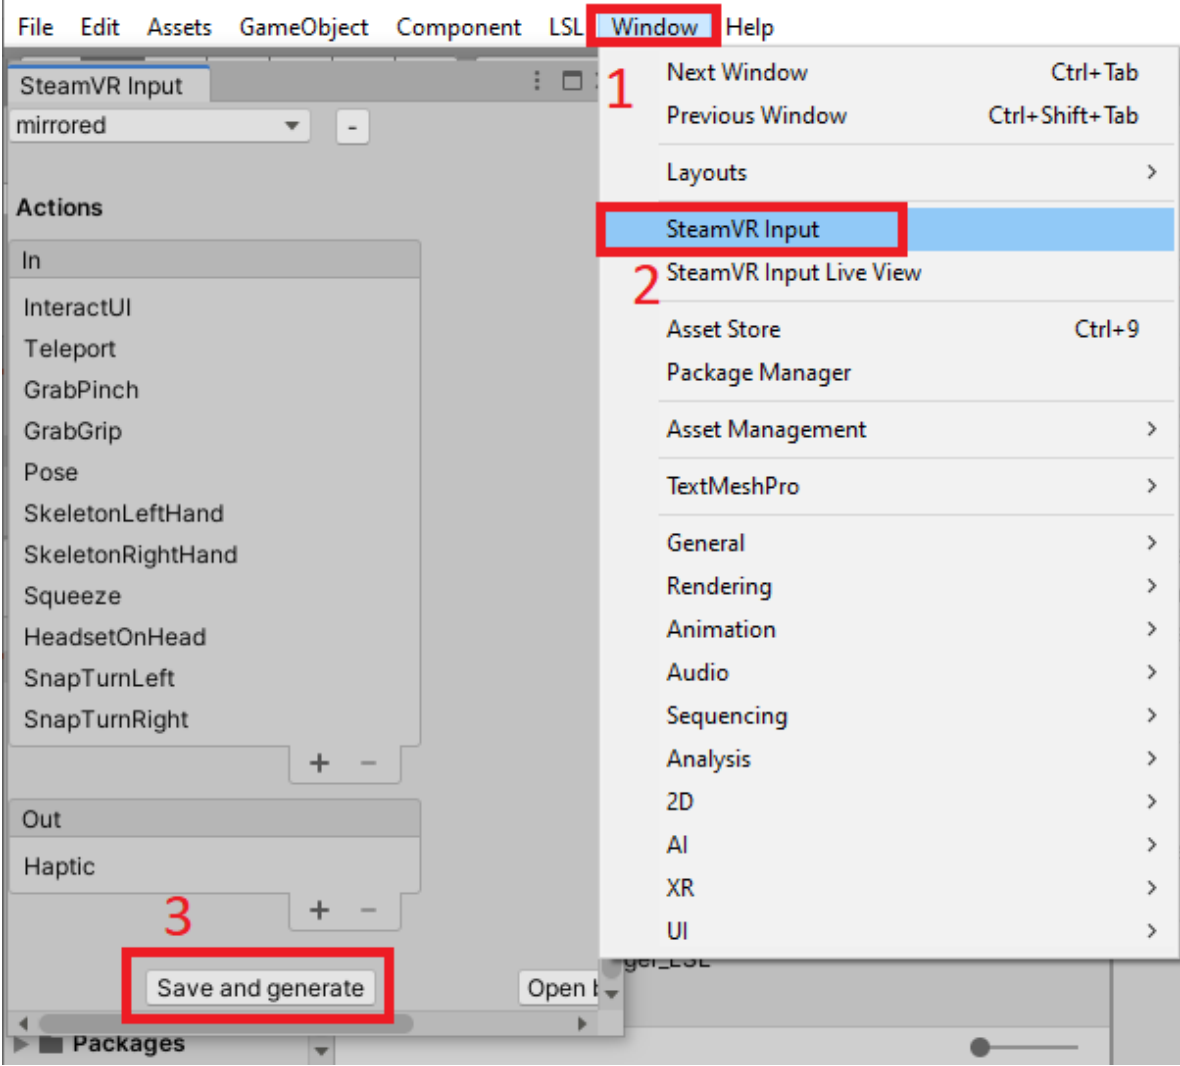 File Edit Assets GameObject Component LSL Window Help
1
SteamVR Input
mirrored
-
Actions
In
InteractUI
Teleport
GrabPinch
GrabGrip
Pose
SkeletonLeftHand
SkeletonRightHand
Squeeze
HeadsetOnHead
SnapTurnLeft
SnapTurnRight
+ −
Out
Haptic
+ −
3
Save and generate
Open
Packages
Next Window Ctrl+Tab
Previous Window Ctrl+Shift+Tab
Layouts
SteamVR Input
2
SteamVR Input Live View
Asset Store Ctrl+9
Package Manager
Asset Management
TextMeshPro
General
Rendering
Animation
Audio
Sequencing
Analysis
2D
AI
XR
UI